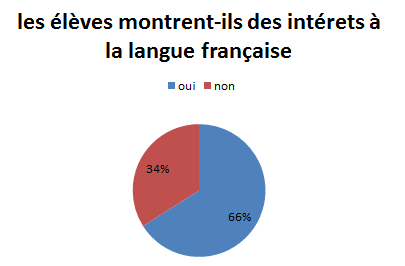 les élèves montrent-ils des intérets à
la langue française
oui non
34%
66%